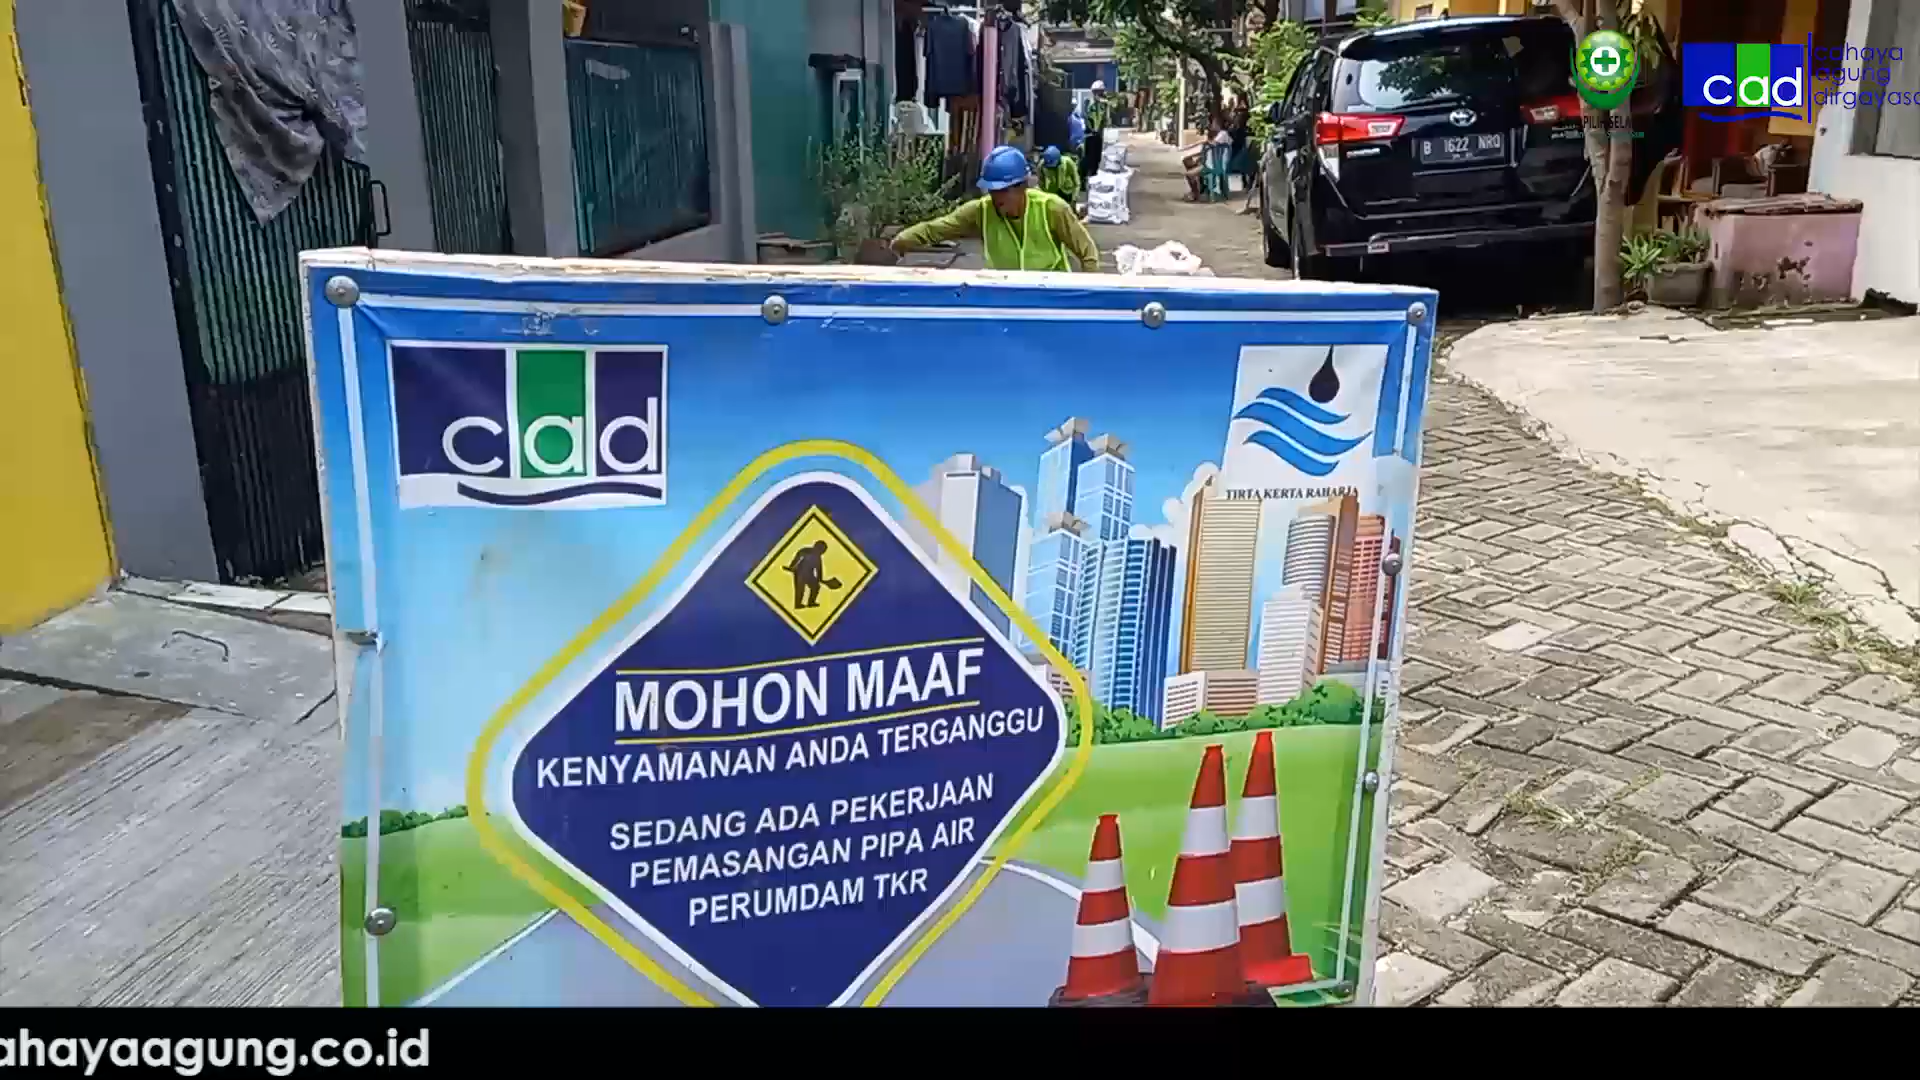 cad
cahaya
agung
dirgayasa
B 1622 NRQ
cad
TIRTA KERTA RAHARJA
MOHON MAAF
KENYAMANAN ANDA TERGANGGU
SEDANG ADA PEKERJAAN
PEMASANGAN PIPA AIR
PERUMDAM TKR
ahayaagung.co.id